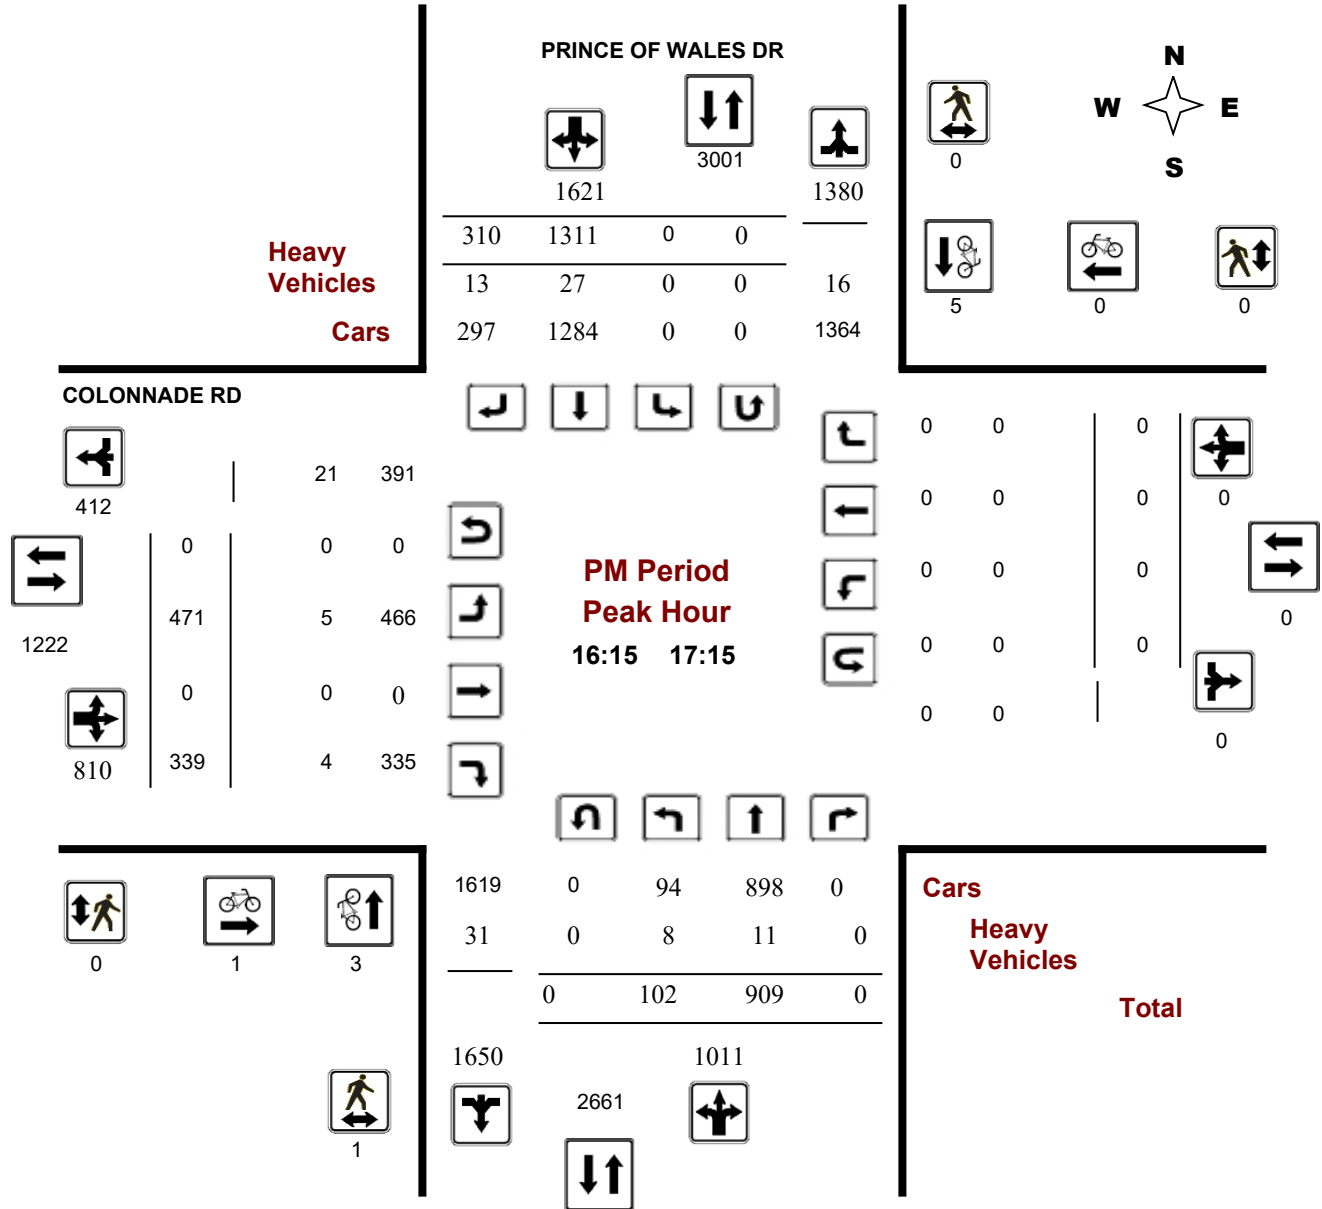 PRINCE OF WALES DR
N
W E
S
3001
0
1621 1380
310 1311 0 0
Heavy
Vehicles 13 27 0 0 16
5 0 0
Cars 297 1284 0 0 1364
COLONNADE RD
0 0 0
21 391
412
0 0 0 0
0 0 0
PM Period
0 0 0
Peak Hour
471 5 466
0
1222
16:15 17:15
0 0 0
0 0 0
0 0
0
810 339 4 335
1619 0 94 898 0 Cars
31 0 8 11 0 Heavy
Vehicles
0 1 3
0 102 909 0 Total
1650 1011
2661
1